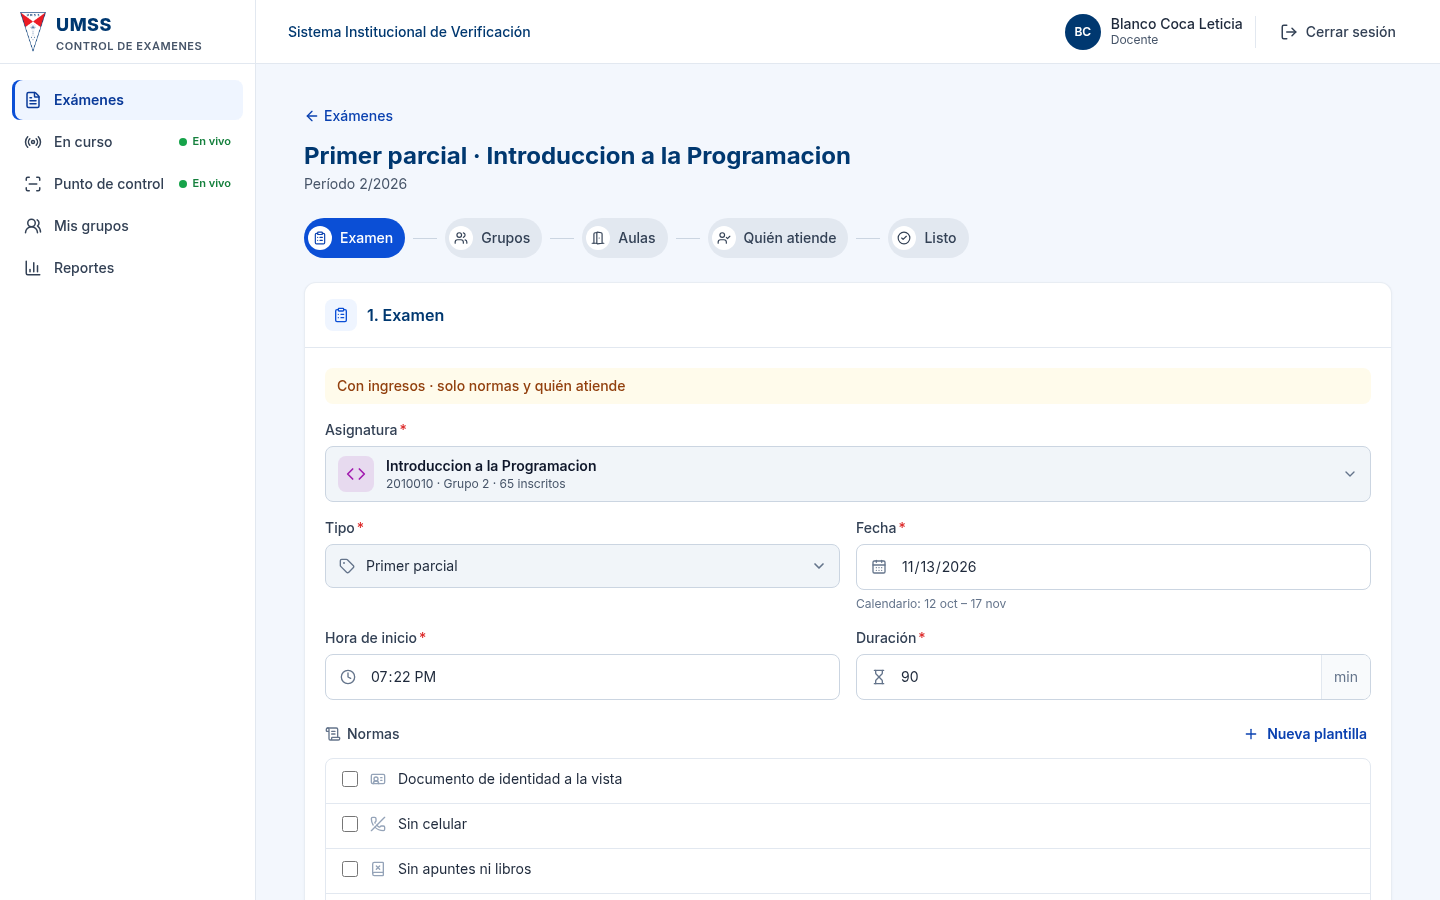 UMSS
CONTROL DE EXÁMENES
Sistema Institucional de Verificación
BC
Blanco Coca Leticia
Docente
Cerrar sesión
Exámenes
En curso
En vivo
Punto de control
En vivo
Mis grupos
Reportes
Exámenes
Primer parcial · Introduccion a la Programacion
Período 2/2026
Examen
Grupos
Aulas
Quién atiende
Listo
1. Examen
Con ingresos · solo normas y quién atiende
Asignatura*
Introduccion a la Programacion
2010010 · Grupo 2 · 65 inscritos
Tipo*
Primer parcial
Fecha*
11/13/2026
Calendario: 12 oct – 17 nov
Hora de inicio*
07:22 PM
Duración*
90
min
Normas
Nueva plantilla
Documento de identidad a la vista
Sin celular
Sin apuntes ni libros